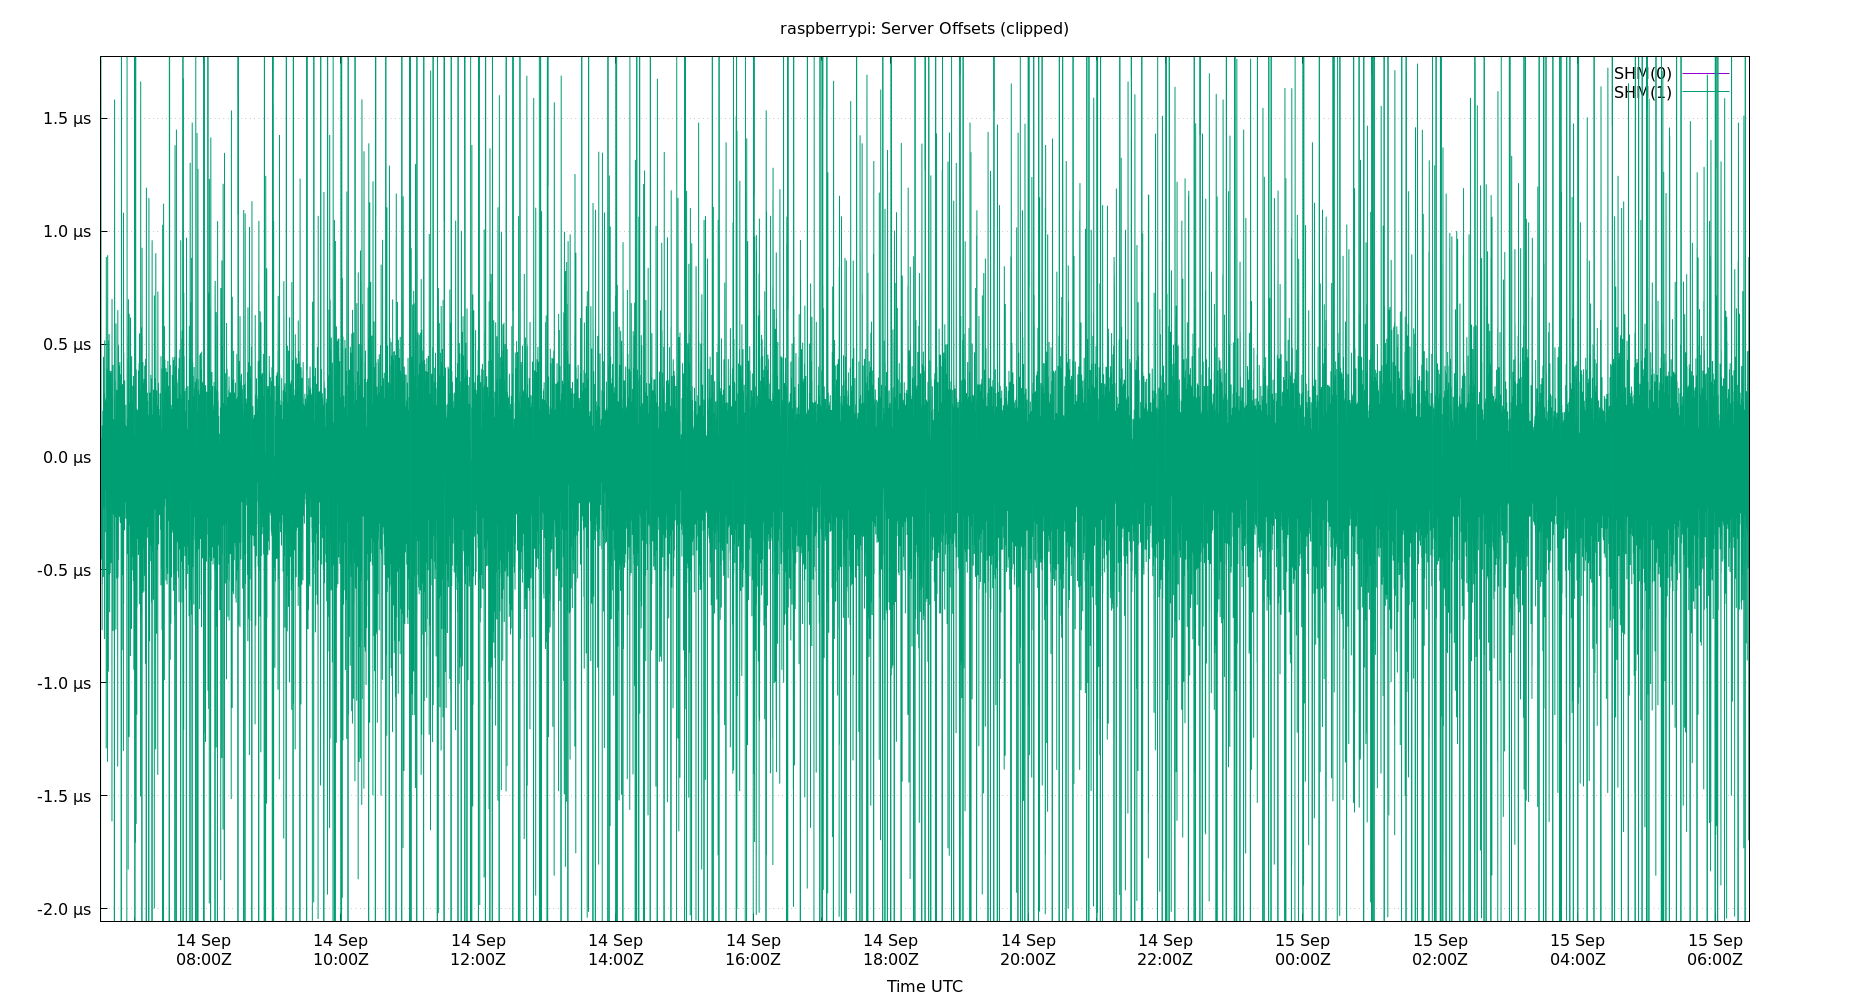 raspberrypi: Server Offsets (clipped)
SHM(0)
SHM(1)
1.5 µs
1.0 µs
0.5 µs
0.0 µs
-0.5 µs
-1.0 µs
-1.5 µs
-2.0 µs
14 Sep 14 Sep 14 Sep 14 Sep 14 Sep 14 Sep 14 Sep 14 Sep 15 Sep 15 Sep 15 Sep 15 Sep
08:00Z 10:00Z 12:00Z 14:00Z 16:00Z 18:00Z 20:00Z 22:00Z 00:00Z 02:00Z 04:00Z 06:00Z
Time UTC